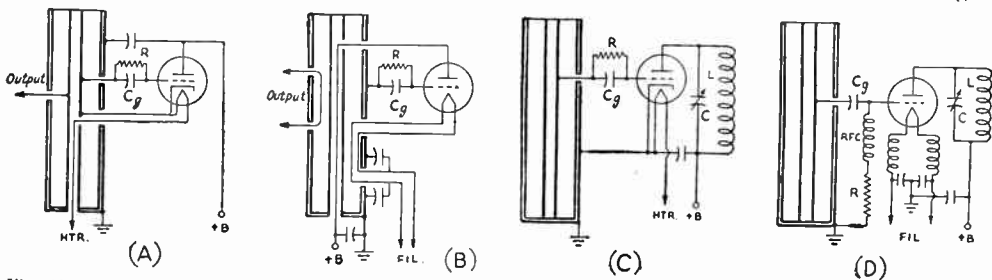 R
Output
Cg
HTR.
+B
(A)
R
Output
Cg
+B
FIL.
(B)
R
Cg
L
C
HTR.
+B
(C)
Cg
RFC
R
L
C
FIL
+B
(D)